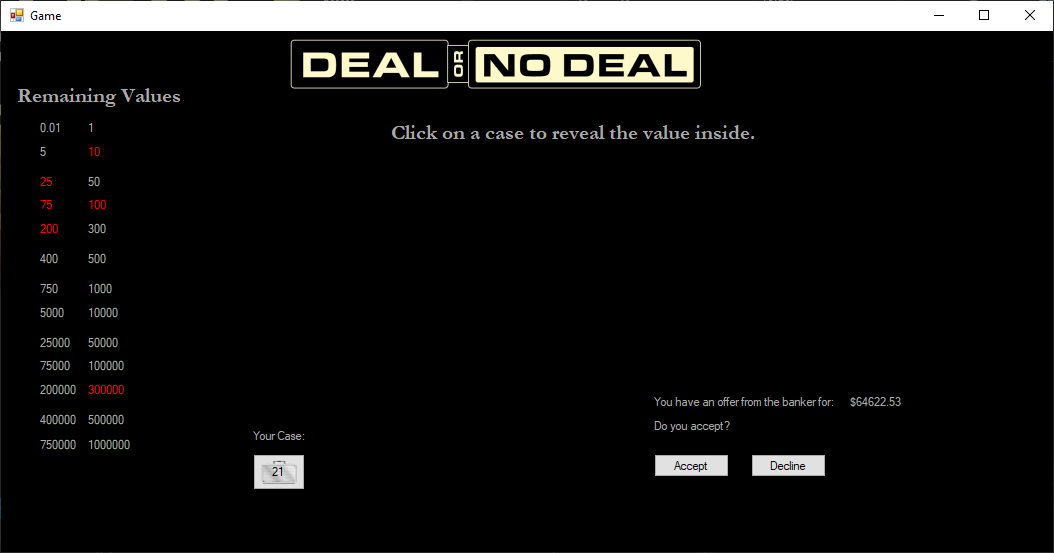 Game
DEAL OR NO DEAL
Remaining Values
0.01 1
Click on a case to reveal the value inside.
5 10
25 50
75 100
200 300
400 500
750 1000
5000 10000
25000 50000
75000 100000
200000 300000
You have an offer from the banker for: $64622.53
400000 500000
Do you accept?
Your Case:
750000 1000000
21
Accept Decline